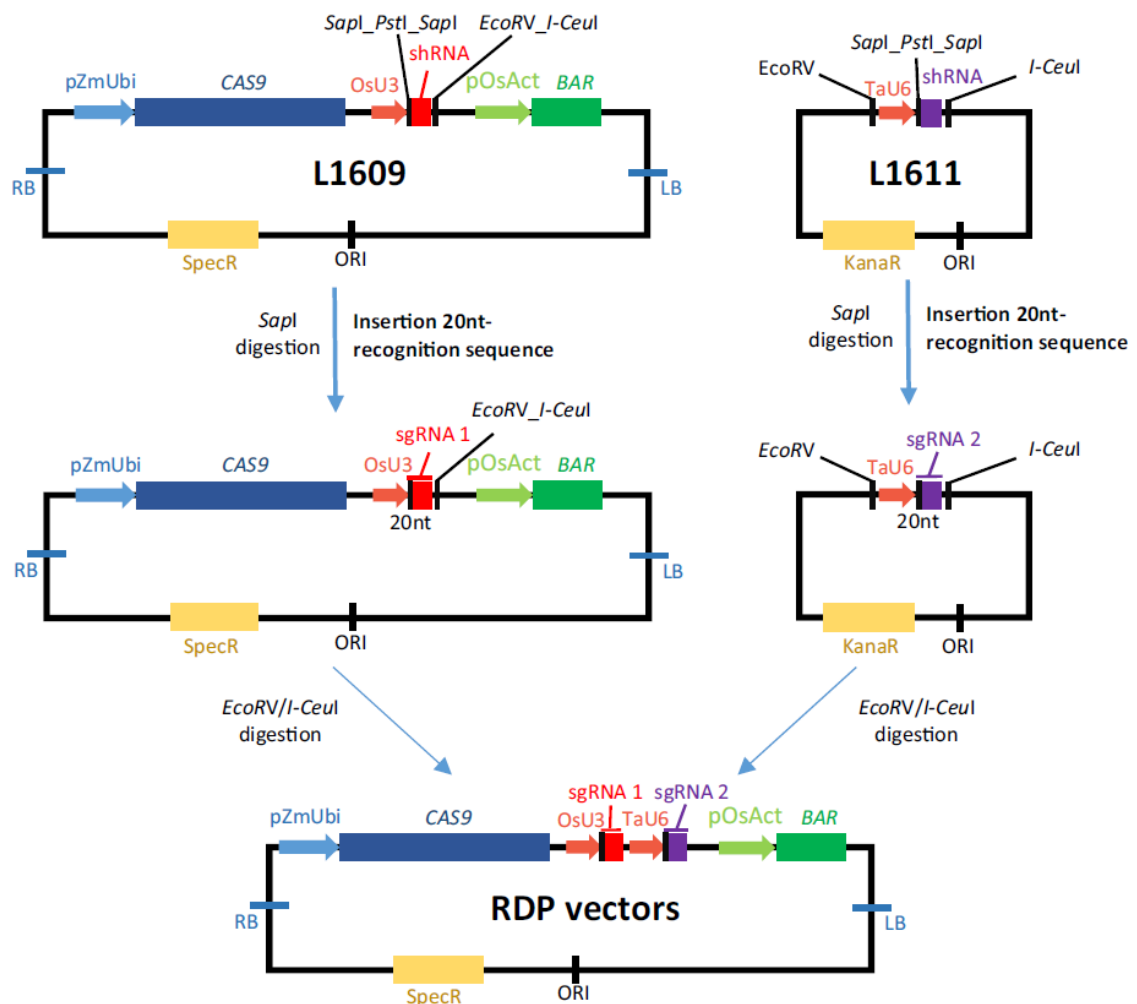 SapI_PstI_SapI
EcoRV_I-CeuI
shRNA
pZmUbi
CAS9
OsU3
pOsAct
BAR
RB
L1609
LB
SpecR
ORI
SapI_PstI_SapI
EcoRV
I-CeuI
shRNA
TaU6
L1611
KanaR
ORI
SapI
digestion
Insertion 20nt-
recognition sequence
SapI
digestion
Insertion 20nt-
recognition sequence
EcoRV_I-CeuI
sgRNA 1
pZmUbi
CAS9
OsU3
pOsAct
BAR
20nt
RB
LB
SpecR
ORI
EcoRV
I-CeuI
sgRNA 2
TaU6
20nt
KanaR
ORI
EcoRV/I-CeuI
digestion
EcoRV/I-CeuI
digestion
sgRNA 1
sgRNA 2
pZmUbi
CAS9
OsU3
TaU6
pOsAct
BAR
RB
RDP vectors
LB
SpecR
ORI